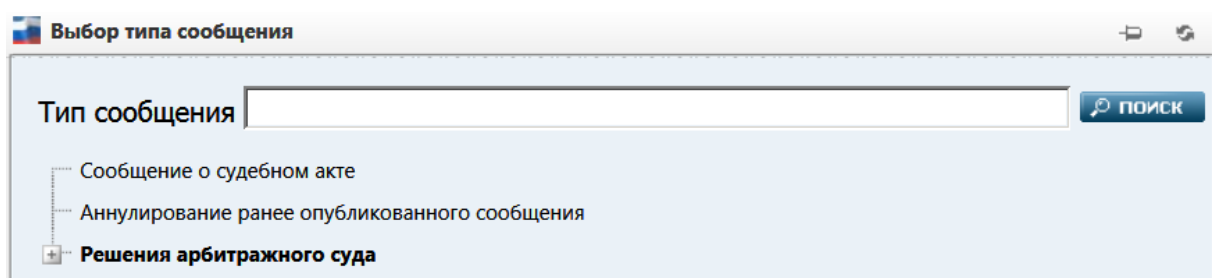 Выбор типа сообщения
Тип сообщения ПОИСК
Сообщение о судебном акте
Аннулирование ранее опубликованного сообщения
Решения арбитражного суда